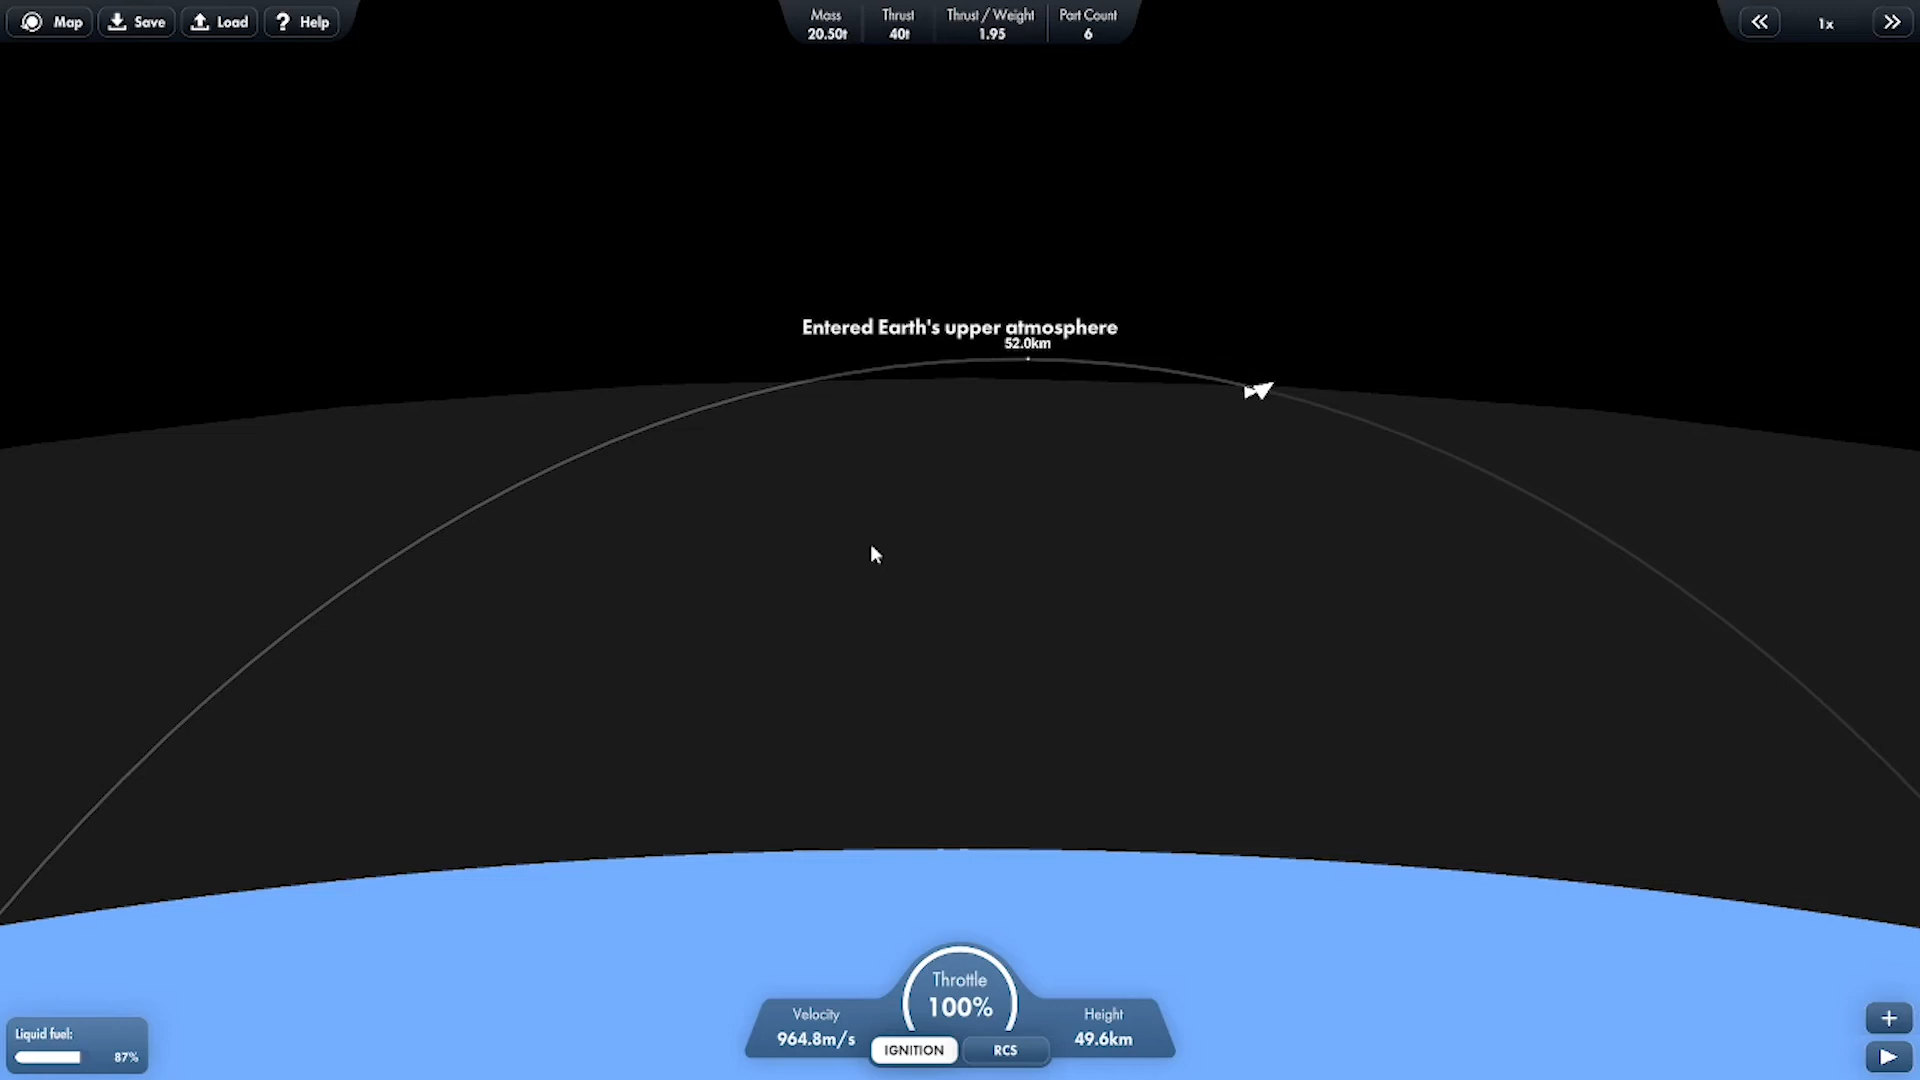 Map
Save
Load
? Help
Mass
20.50t
Thrust
40t
Thrust / Weight
1.95
Part Count
6
1x
Entered Earth's upper atmosphere
52.0km
Throttle
100%
Velocity
964.8m/s
Height
49.6km
IGNITION
RCS
Liquid fuel:
87%